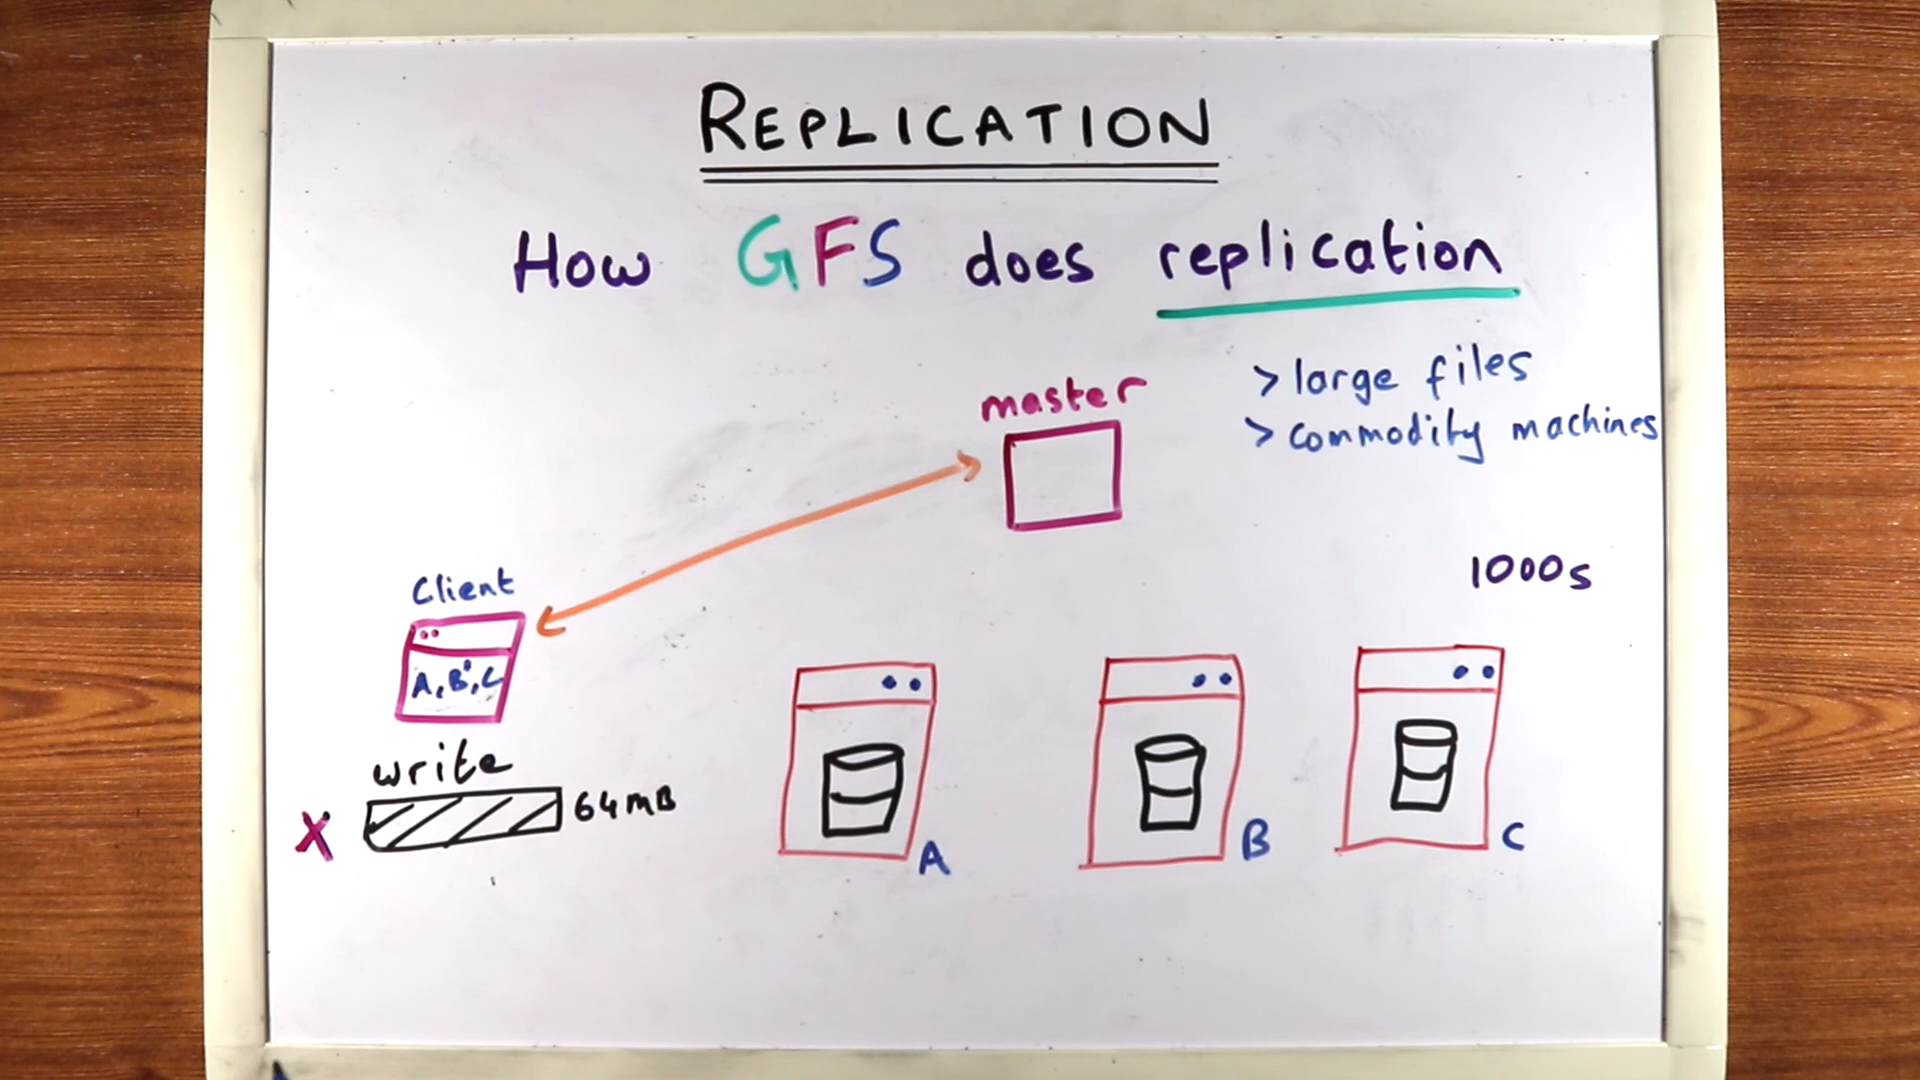 REPLICATION
How GFS does replication
> large files
> commodity machines
master
1000s
Client
A, B', C
write
X
64MB
A
B
C